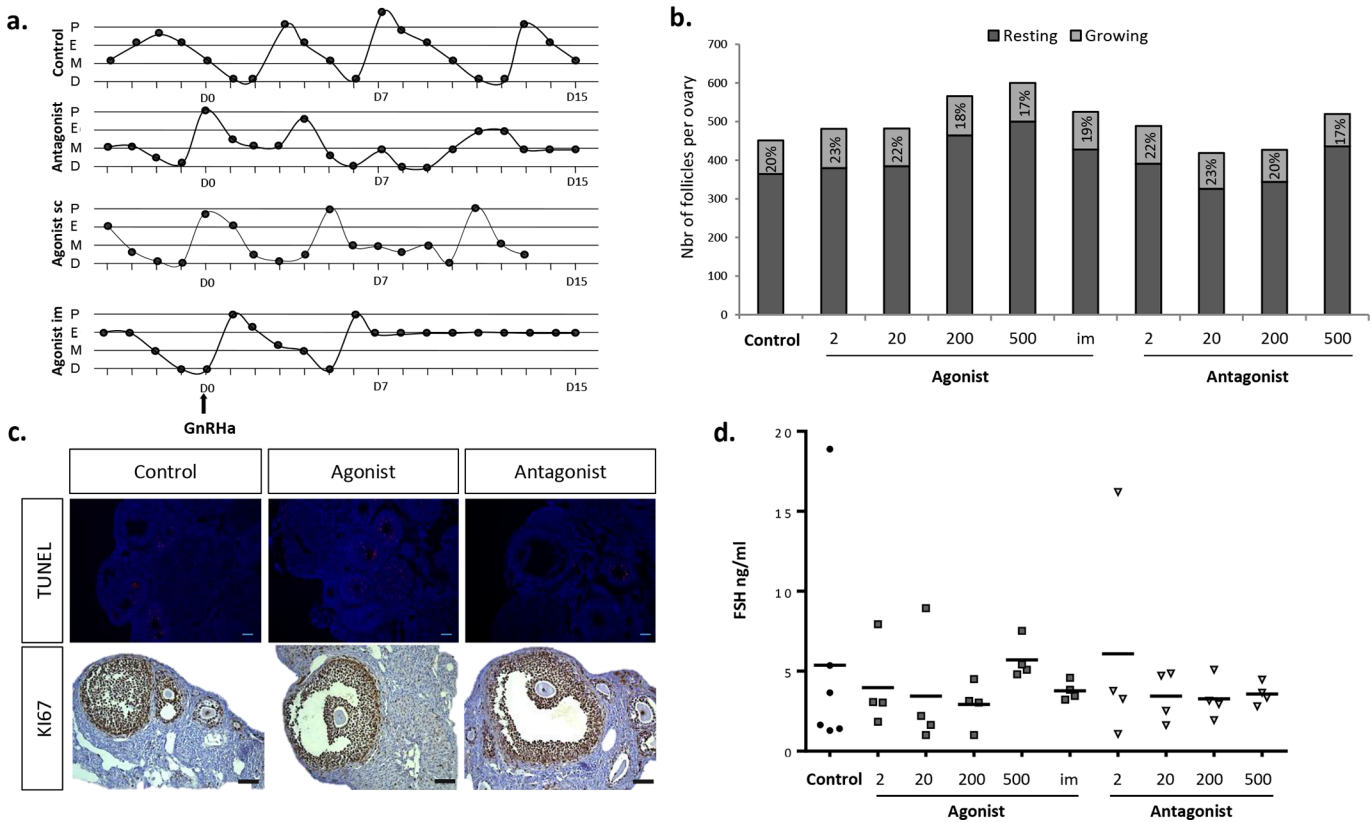 a.
Control
P
E
M
D
D0
D7
D15
Antagonist
P
E
M
D
D0
D7
D15
Agonist sc
P
E
M
D
D0
D7
D15
Agonist im
P
E
M
D
D0
D7
D15
GnRHa
b.
Resting
Growing
Nbr of follicles per ovary
700
600
500
400
300
200
100
0
20%
23%
22%
18%
17%
19%
22%
23%
20%
17%
Control
2
20
200
500
im
2
20
200
500
Agonist
Antagonist
c.
Control
Agonist
Antagonist
TUNEL
KI67
d.
FSH ng/ml
20
15
10
5
0
Control
2
20
200
500
im
2
20
200
500
Agonist
Antagonist